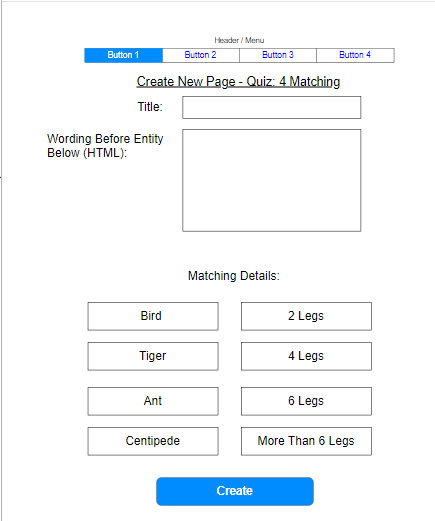 Header / Menu
Button 1 Button 2 Button 3 Button 4
Create New Page - Quiz: 4 Matching
Title:
Wording Before Entity
Below (HTML):
Matching Details:
Bird 2 Legs
Tiger 4 Legs
Ant 6 Legs
Centipede More Than 6 Legs
Create